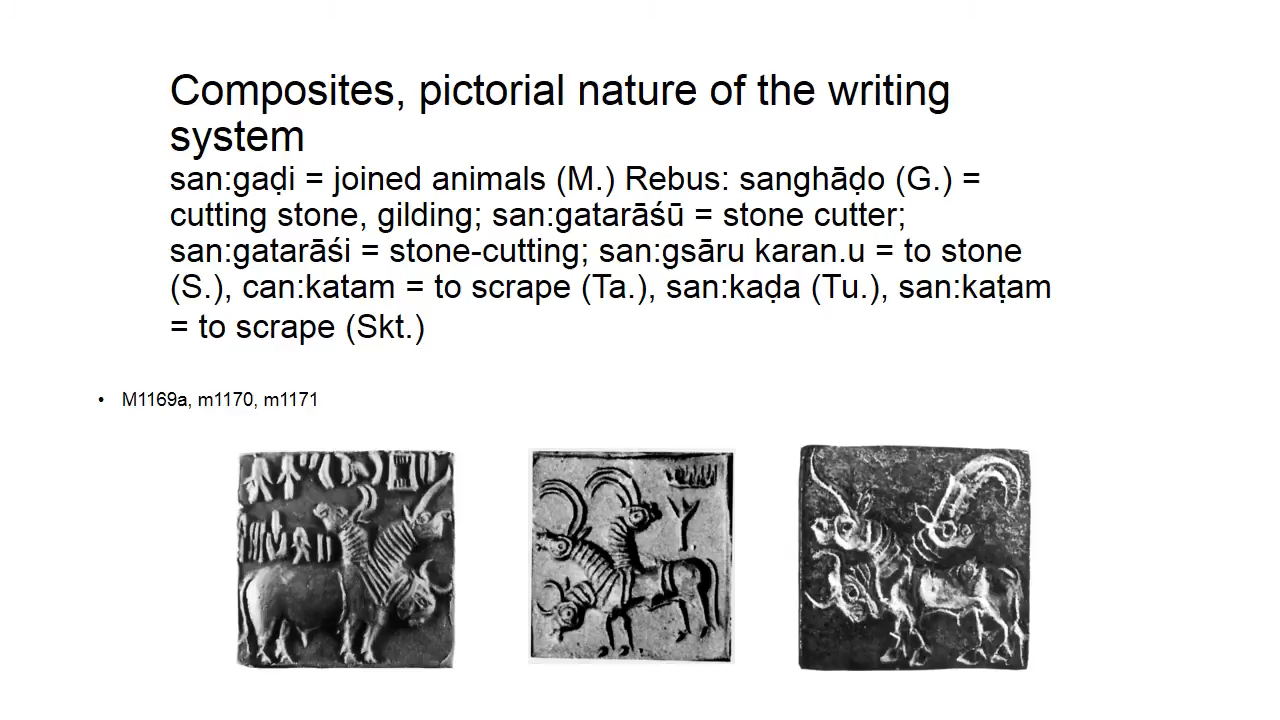 Composites, pictorial nature of the writing
system
san:gaḍi = joined animals (M.) Rebus: sanghāḍo (G.) =
cutting stone, gilding; san:gatarāśū = stone cutter;
san:gatarāśi = stone-cutting; san:gsāru karan.u = to stone
(S.), can:katam = to scrape (Ta.), san:kaḍa (Tu.), san:kaṭam
= to scrape (Skt.)
• M1169a, m1170, m1171